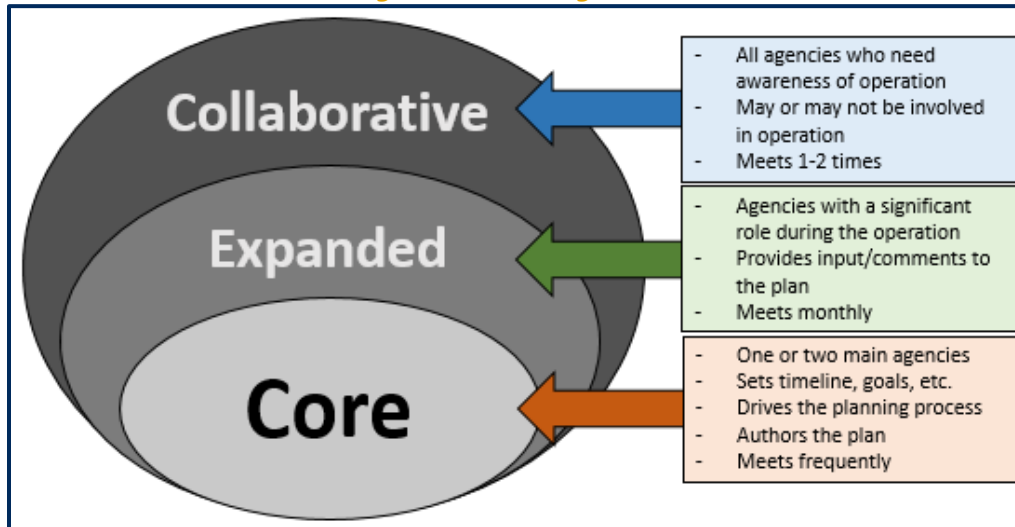 Collaborative
- All agencies who need
awareness of operation
- May or may not be involved
in operation
- Meets 1-2 times
Expanded
- Agencies with a significant
role during the operation
- Provides input/comments to
the plan
- Meets monthly
Core
- One or two main agencies
- Sets timeline, goals, etc.
- Drives the planning process
- Authors the plan
- Meets frequently